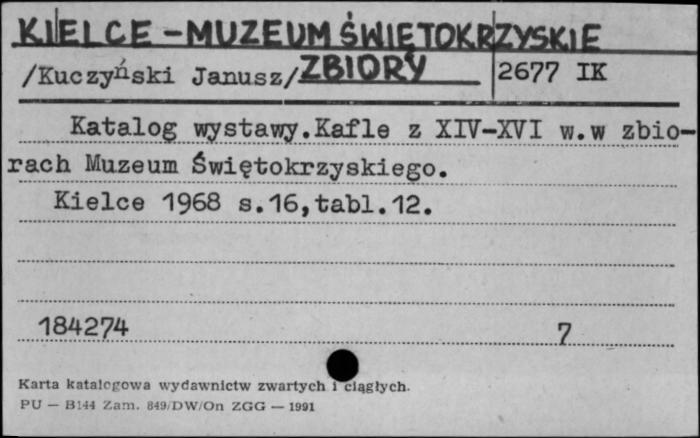 KIELCE - MUZEUM ŚWIĘTOKRZYSKIE
/Kuczyński Janusz/ ZBIORY 2677 IK
Katalog wystawy.Kafle z XIV-XVI w.w zbio-
rach Muzeum Świętokrzyskiego.
Kielce 1968 s.16,tabl.12.
184274 7
Karta katalogowa wydawnictw zwartych i ciągłych.
PU — B144 Zam. 849/DW/On ZGG — 1991